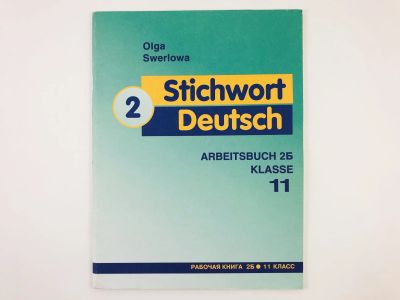 Olga
Swerlowa
2
Stichwort
Deutsch
ARBEITSBUCH 2Б
KLASSE
11
РАБОЧАЯ КНИГА 2Б ● 11 КЛАСС